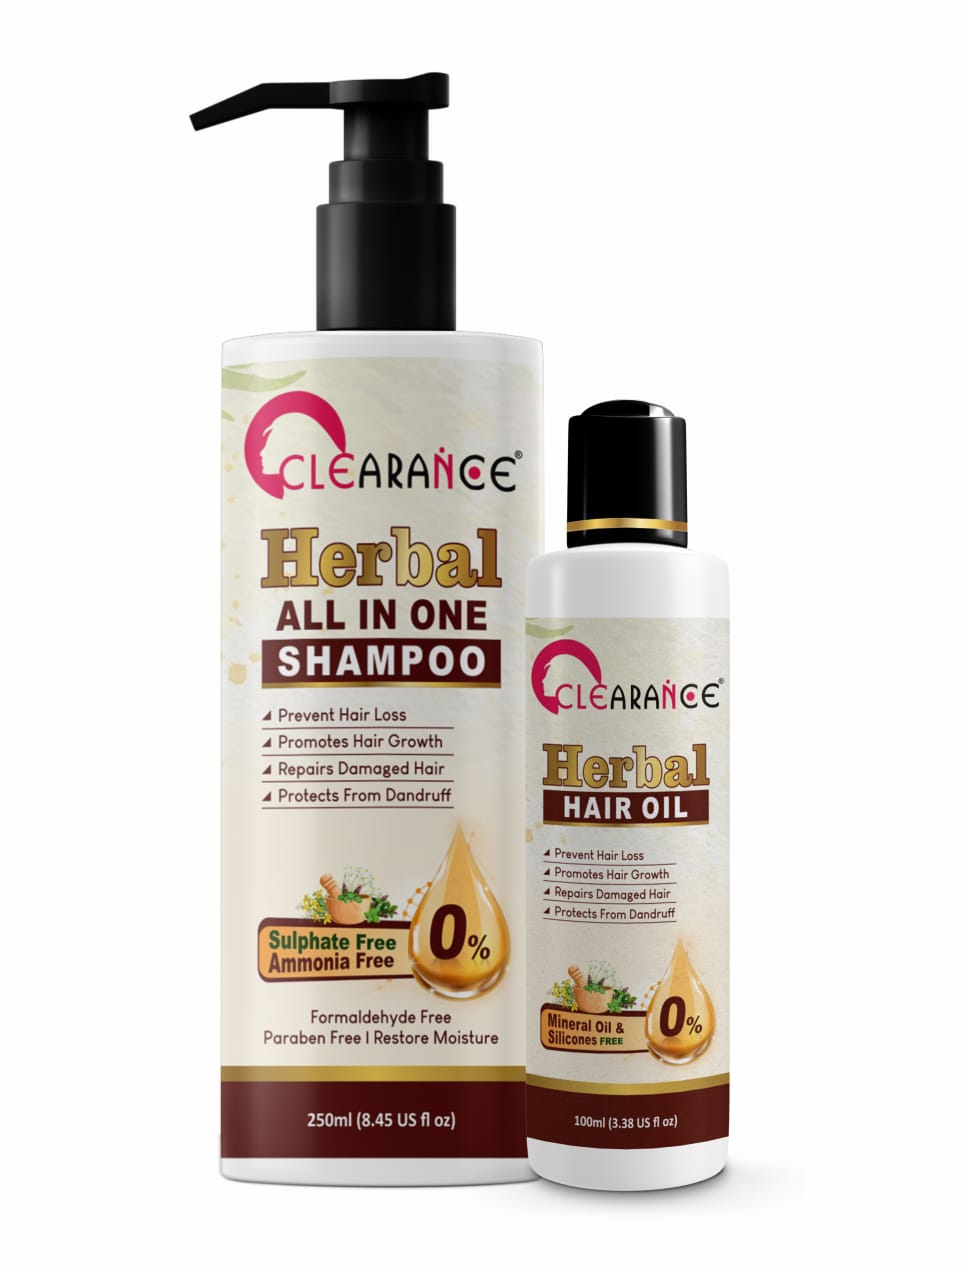 CLEARANCE®
Herbal
ALL IN ONE
SHAMPOO
Prevent Hair Loss
Promotes Hair Growth
Repairs Damaged Hair
Protects From Dandruff
Sulphate Free
Ammonia Free
0%
Formaldehyde Free
Paraben Free I Restore Moisture
250ml (8.45 US fl oz)
CLEARANCE®
Herbal
HAIR OIL
Prevent Hair Loss
Promotes Hair Growth
Repairs Damaged Hair
Protects From Dandruff
Mineral Oil &
Silicones FREE
0%
100ml (3.38 US fl oz)